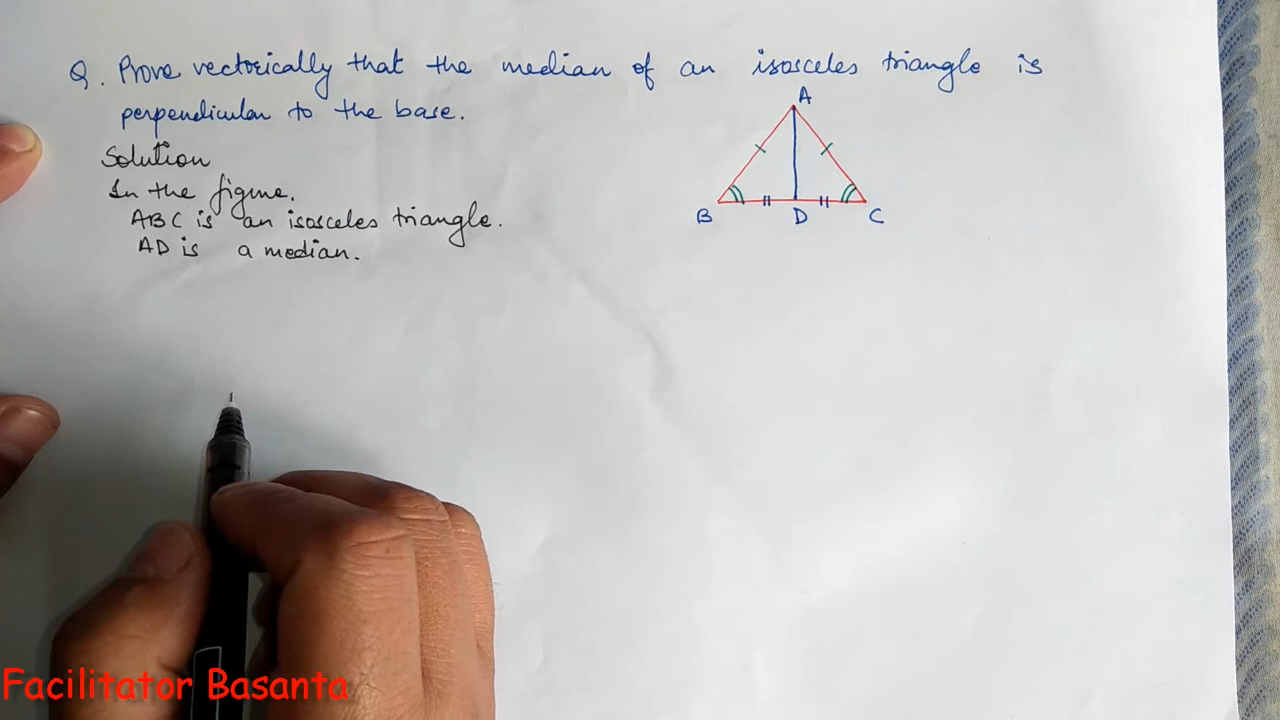 Q. Prove vectorically that the median of an isosceles triangle is
perpendicular to the base.
Solution
In the figure.
ABC is an isosceles triangle.
AD is a median.
A
B D C
Facilitator Basanta